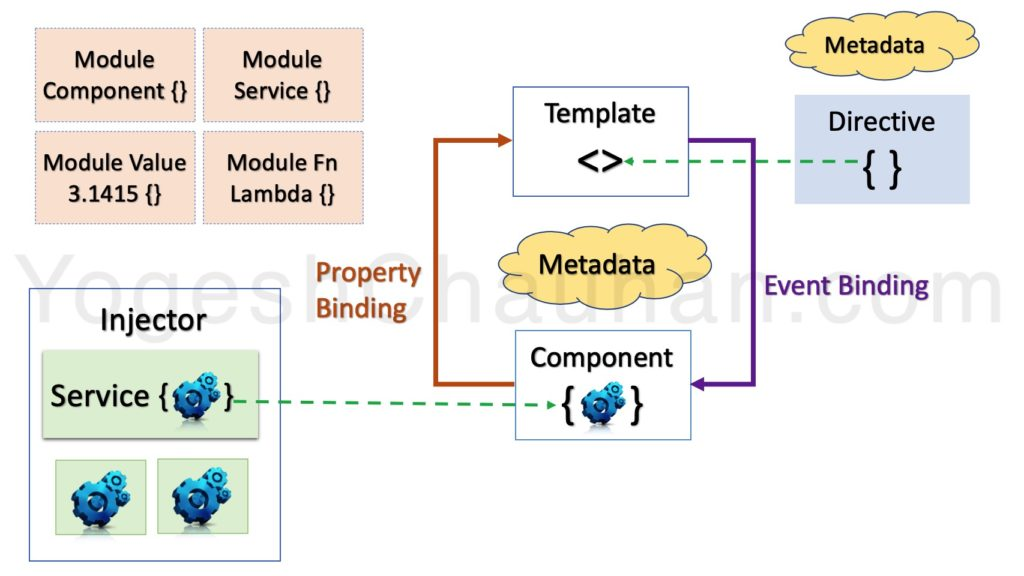 Module
Component {}
Module
Service {}
Module Value
3.1415 {}
Module Fn
Lambda {}
Metadata
Template
<>
Directive
{ }
Metadata
Property
Binding
Event Binding
YogeshChauhan.com
Injector
Service { }
Component
{ }